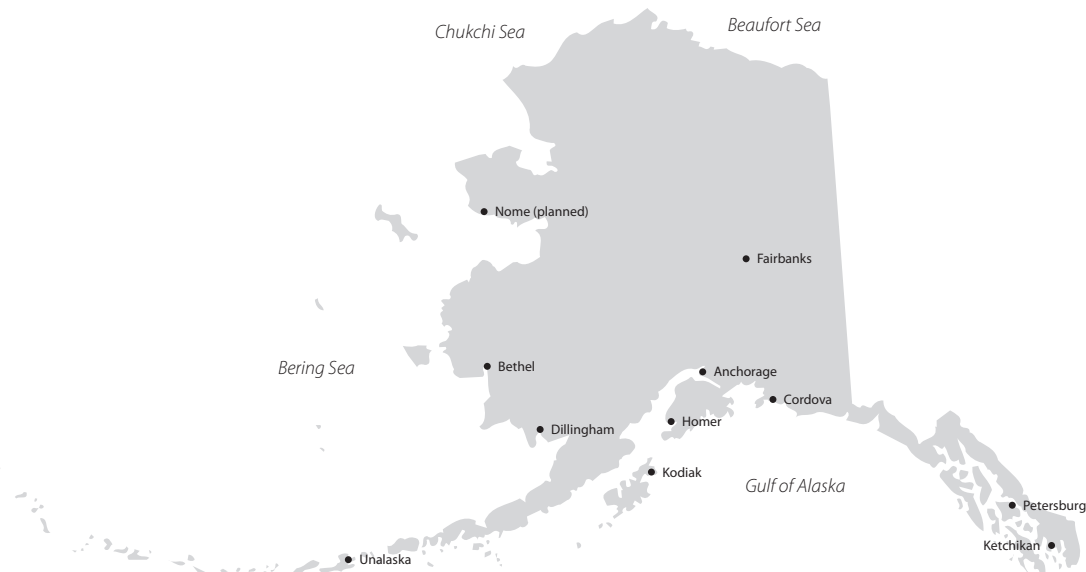 Beaufort Sea
Chukchi Sea
Nome (planned)
Fairbanks
Bering Sea
Bethel
Anchorage
Cordova
Homer
Dillingham
Kodiak
Gulf of Alaska
Petersburg
Ketchikan
Unalaska